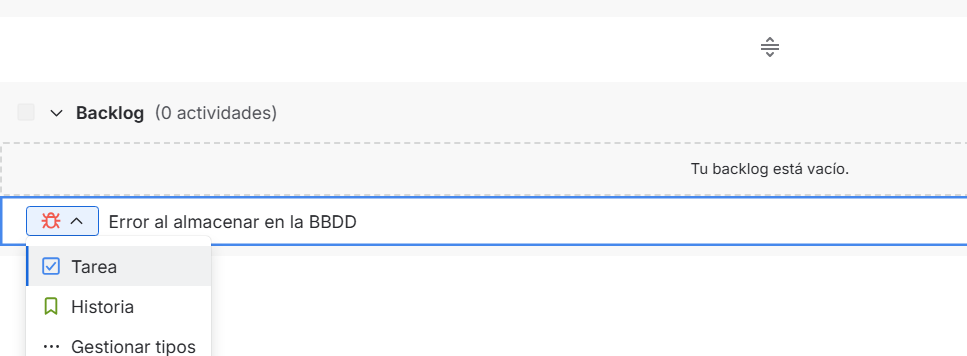 Backlog (0 actividades)
Tu backlog está vacío.
Error al almacenar en la BBDD
Tarea
Historia
Gestionar tipos